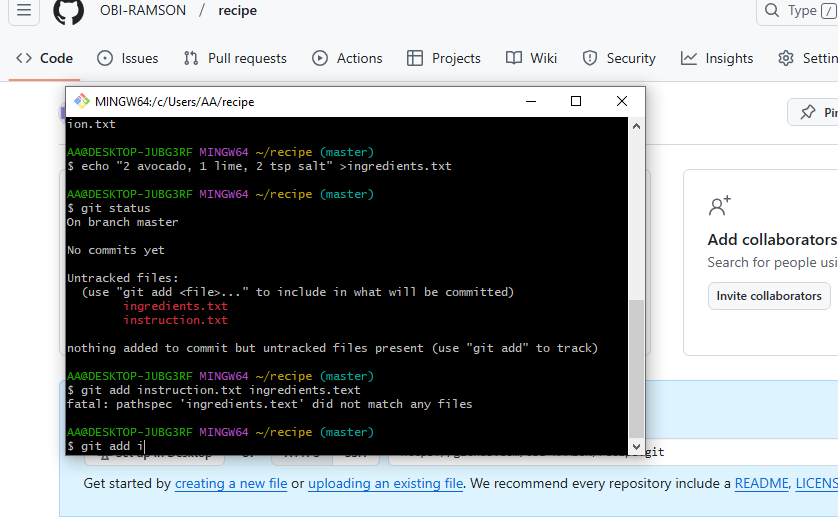 OBI-RAMSON / recipe
Type /
Code Issues Pull requests Actions Projects Wiki Security Insights
MINGW64:/c/Users/AA/recipe
ion.txt
AA@DESKTOP-JUBG3RF MINGW64 ~/recipe (master)
$ echo "2 avocado, 1 lime, 2 tsp salt" >ingredients.txt
AA@DESKTOP-JUBG3RF MINGW64 ~/recipe (master)
$ git status
On branch master
No commits yet
Untracked files:
(use "git add <file>..." to include in what will be committed)
ingredients.txt
instruction.txt
nothing added to commit but untracked files present (use "git add" to track)
AA@DESKTOP-JUBG3RF MINGW64 ~/recipe (master)
$ git add instruction.txt ingredients.text
fatal: pathspec 'ingredients.text' did not match any files
AA@DESKTOP-JUBG3RF MINGW64 ~/recipe (master)
$ git add i
Add collaborators
Search for people
Invite collaborators
Get started by creating a new file or uploading an existing file. We recommend every repository include a README,